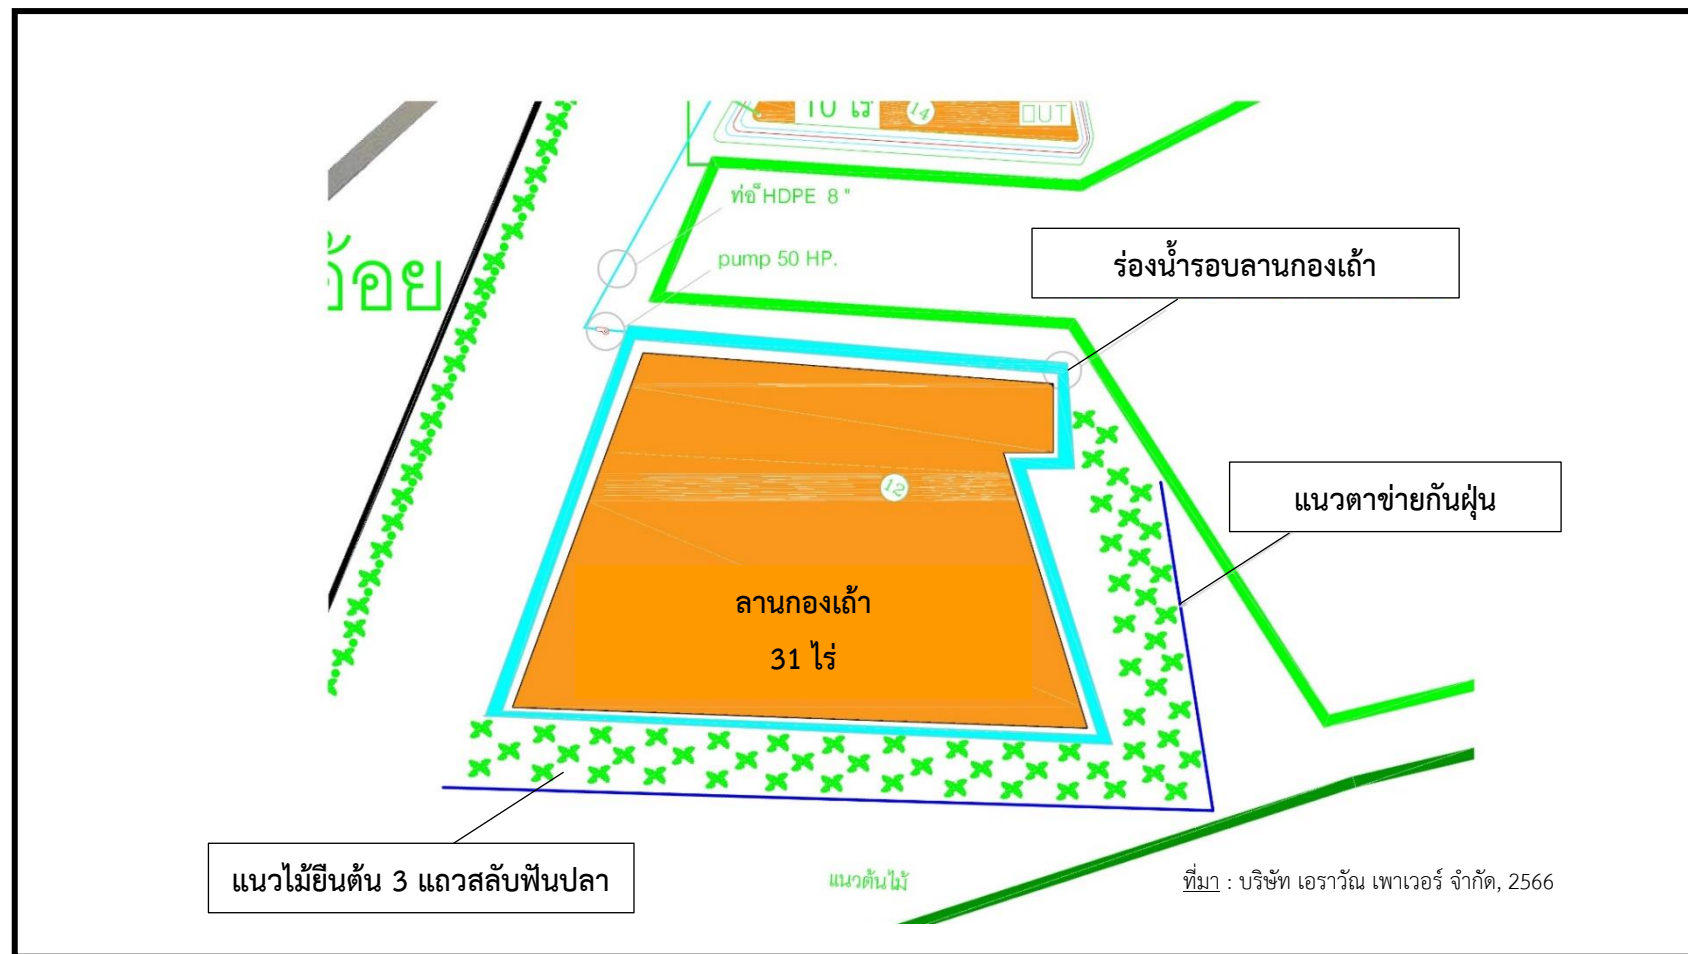 10 ไร่
14
OUT
ท่อ HDPE 8 "
pump 50 HP.
ร่องน้ำรอบลานกองเถ้า
อ้อย
12
แนวตาข่ายกันฝุ่น
ลานกองเถ้า
31 ไร่
แนวไม้ยืนต้น 3 แถวสลับฟันปลา
แนวต้นไม้
ที่มา : บริษัท เอราวัณ เพาเวอร์ จำกัด, 2566